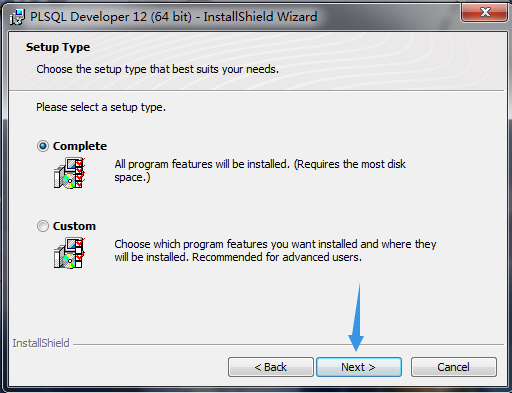 PLSQL Developer 12 (64 bit) - InstallShield Wizard
Setup Type
Choose the setup type that best suits your needs.
Please select a setup type.
Complete
All program features will be installed. (Requires the most disk
space.)
Custom
Choose which program features you want installed and where they
will be installed. Recommended for advanced users.
InstallShield
< Back
Next >
Cancel